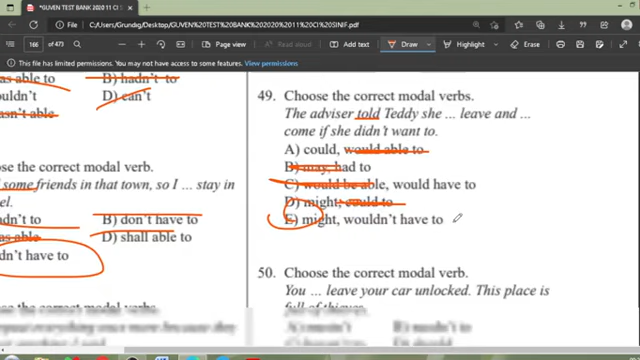 *GUVEN TEST BANK 2020 11 CI SINIF
File | C:/Users/Grundig/Desktop/GUVEN%20TEST%20BANK%202020%2011%20CI%20SINIF.pdf
166 of 473
Page view
Read aloud
Add text
Draw
Highlight
Erase
This file has limited permissions. You may not have access to some features.
View permissions
as able to B) hadn't to
ouldn't D) can't
asn't able
ose the correct modal verb.
some friends in that town, so I ... stay in
el.
adn't to B) don't have to
as able D) shall able to
dn't have to
49. Choose the correct modal verbs.
The adviser told Teddy she ... leave and ...
come if she didn't want to.
A) could, would able to
B) may, had to
C) would be able, would have to
D) might, could to
E) might, wouldn't have to
50. Choose the correct modal verb.
You ... leave your car unlocked. This place is
full of thieves.